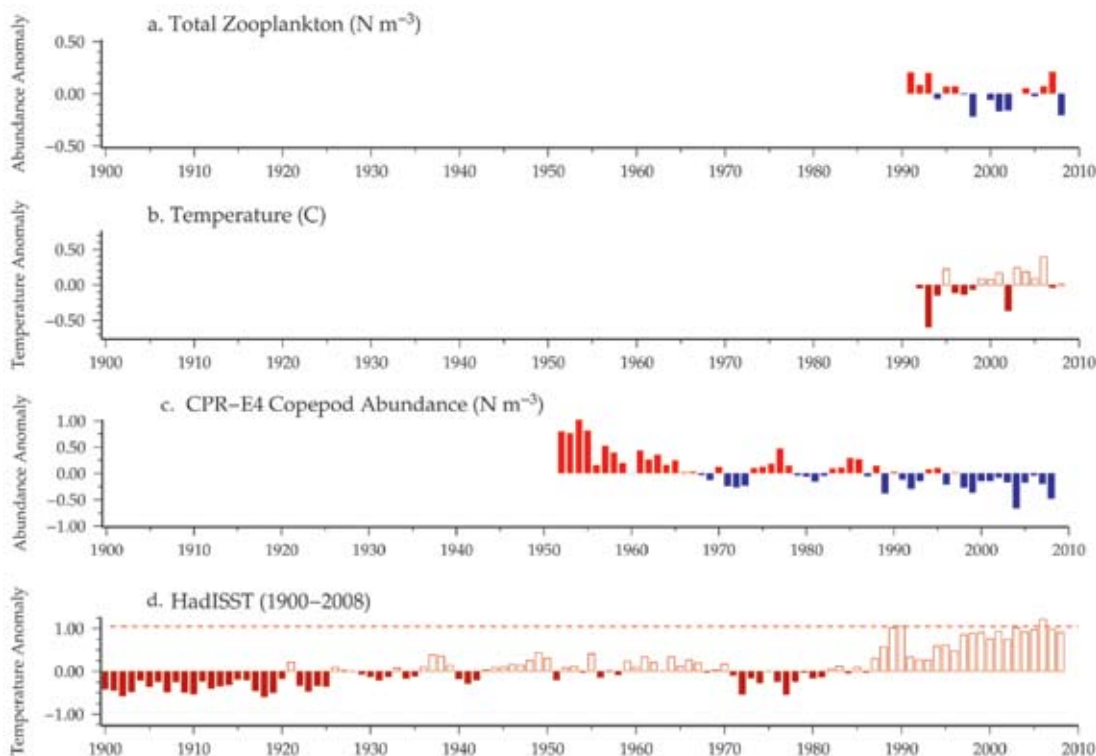 a. Total Zooplankton (N m⁻³)
Abundance Anomaly
0.50
0.00
−0.50
1900 1910 1920 1930 1940 1950 1960 1970 1980 1990 2000 2010
b. Temperature (C)
Temperature Anomaly
0.50
0.00
−0.50
1900 1910 1920 1930 1940 1950 1960 1970 1980 1990 2000 2010
c. CPR−E4 Copepod Abundance (N m⁻³)
Abundance Anomaly
1.00
0.50
0.00
−0.50
−1.00
1900 1910 1920 1930 1940 1950 1960 1970 1980 1990 2000 2010
d. HadISST (1900−2008)
Temperature Anomaly
1.00
0.00
−1.00
1900 1910 1920 1930 1940 1950 1960 1970 1980 1990 2000 2010